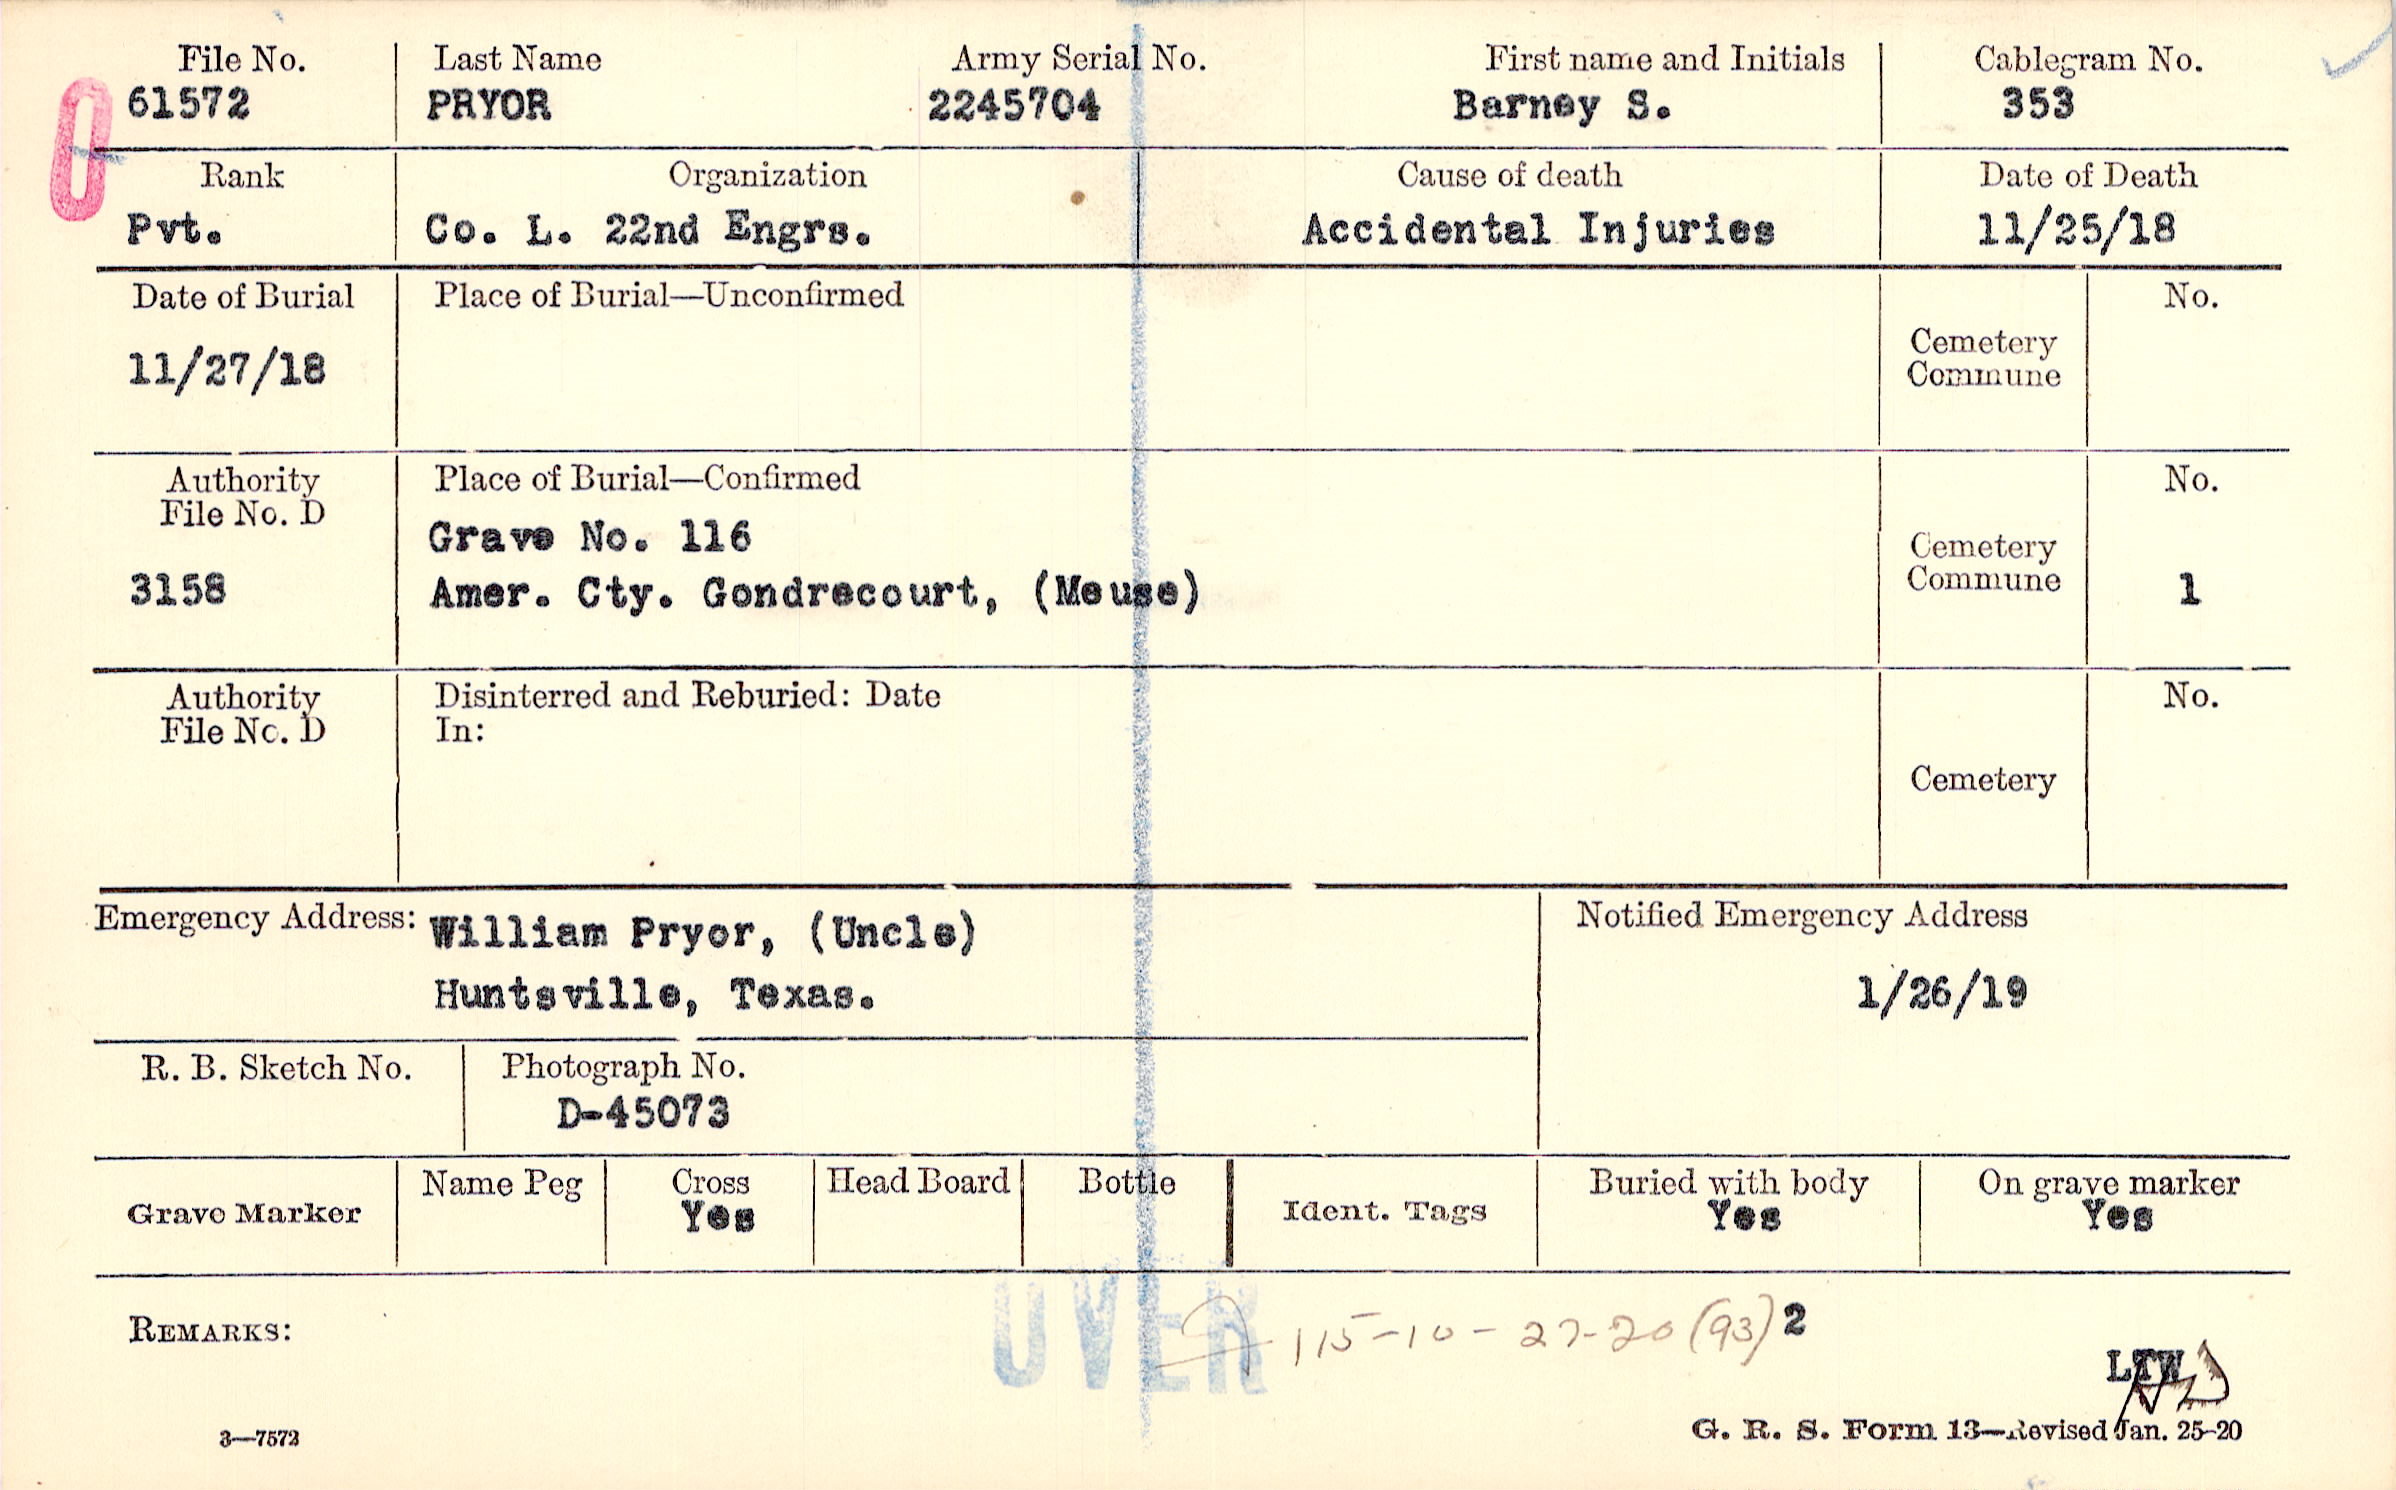 File No. Last Name Army Serial No. First name and Initials Cablegram No.
61572 PRYOR 2245704 Barney S. 353
Rank Organization Cause of death Date of Death
Pvt. Co. L. 22nd Engrs. Accidental Injuries 11/25/18
Date of Burial Place of Burial—Unconfirmed No.
Cemetery
Commune
11/27/18
Authority Place of Burial—Confirmed No.
File No. D
Grave No. 116 Cemetery
3158 Amer. Cty. Gondrecourt, (Meuse) Commune 1
Authority Disinterred and Reburied: Date No.
File No. D In:
Cemetery
Emergency Address: William Pryor, (Uncle) Notified Emergency Address
Huntsville, Texas. 1/26/19
R. B. Sketch No. Photograph No.
D-45073
Name Peg Cross Head Board Bottle Buried with body On grave marker
Grave Marker Yes Ident. Tags Yes Yes
OVER
REMARKS: 115-10-27-20 (93) 2
LTW
3—7572 G. R. S. Form 13—Revised Jan. 25-20